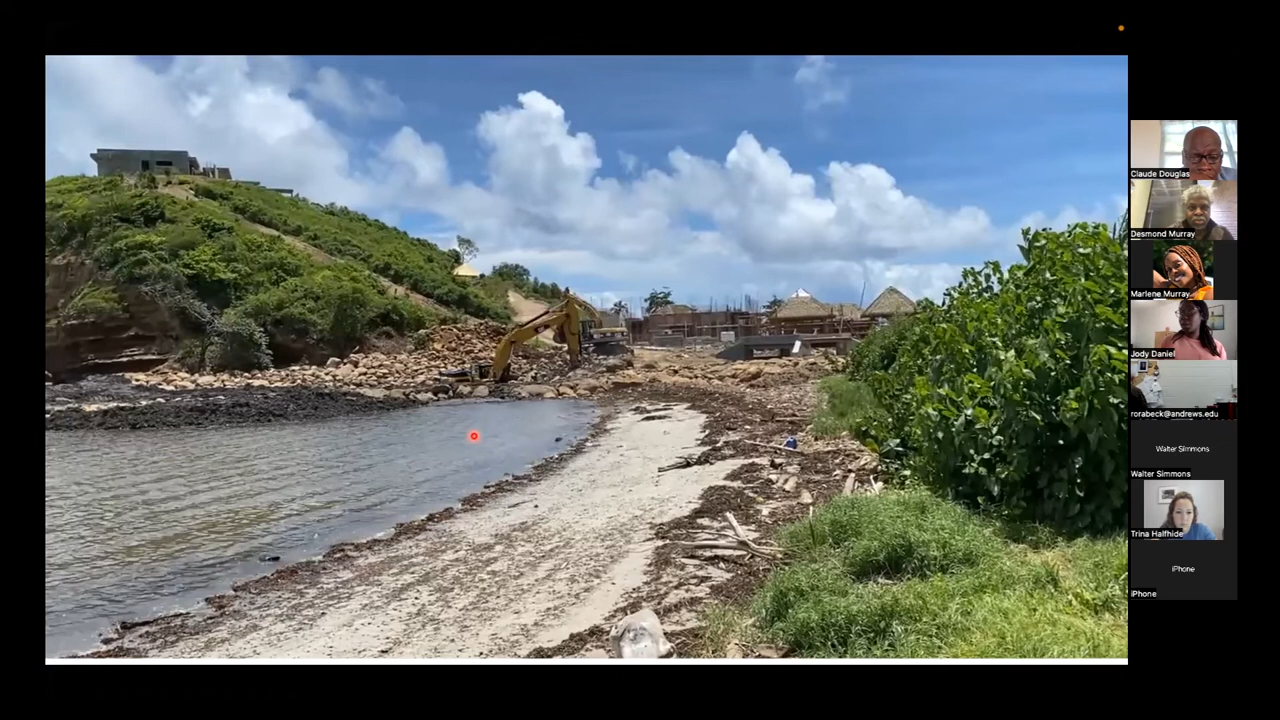 Claude Douglas
Desmond Murray
Marlene Murray
Jody Daniel
rorabeck@andrews.edu
Walter Simmons
Walter Simmons
Trina Halfhide
iPhone
iPhone